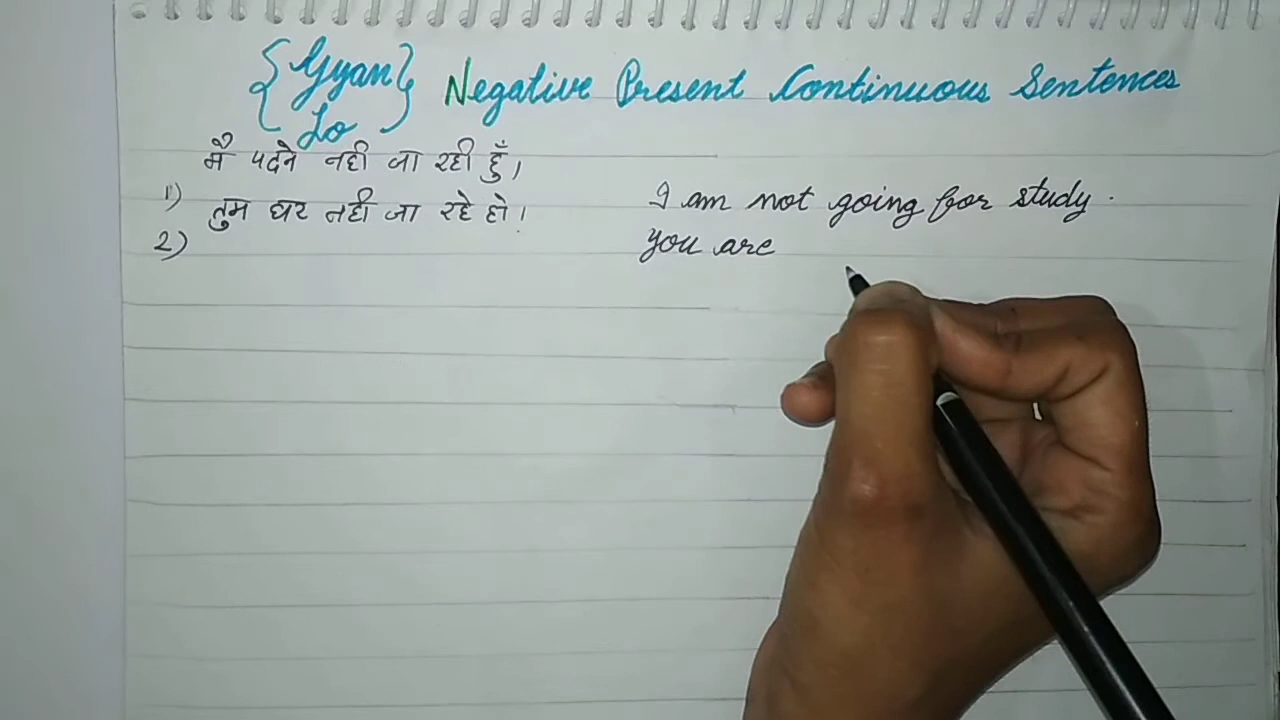 {Gyan Lo} Negative Present Continuous Sentences
मैं पढने नही जा रही हुँ।
1) तुम घर नही जा रहे हो। I am not going for study.
2) you are